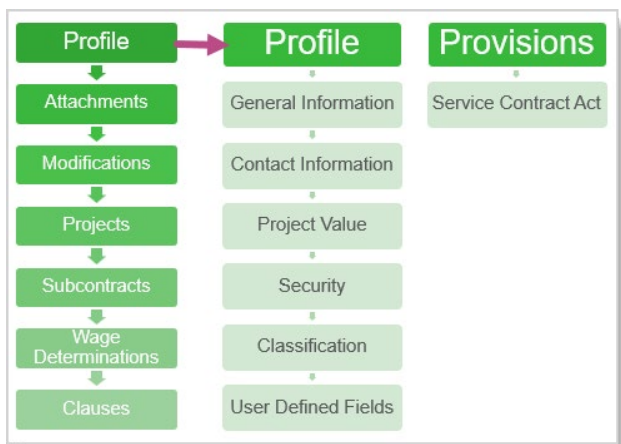 Profile
Attachments
Modifications
Projects
Subcontracts
Wage
Determinations
Clauses
Profile
General Information
Contact Information
Project Value
Security
Classification
User Defined Fields
Provisions
Service Contract Act